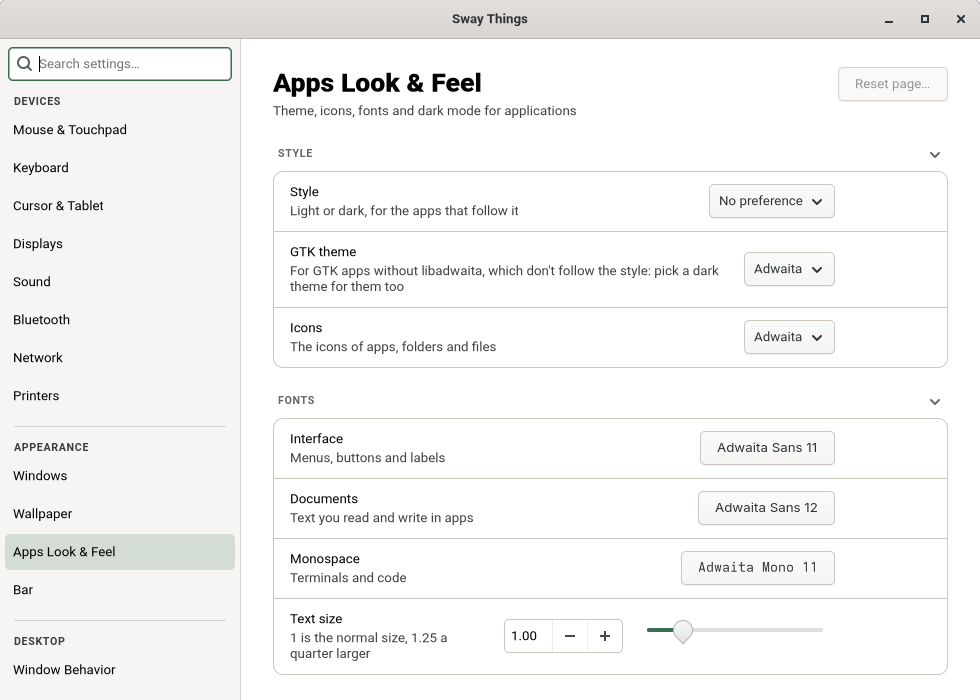 Sway Things
Search settings...
DEVICES
Mouse & Touchpad
Keyboard
Cursor & Tablet
Displays
Sound
Bluetooth
Network
Printers
APPEARANCE
Windows
Wallpaper
Apps Look & Feel
Bar
DESKTOP
Window Behavior
Apps Look & Feel
Theme, icons, fonts and dark mode for applications
Reset page...
STYLE
Style
Light or dark, for the apps that follow it
No preference
GTK theme
For GTK apps without libadwaita, which don't follow the style: pick a dark
theme for them too
Adwaita
Icons
The icons of apps, folders and files
Adwaita
FONTS
Interface
Menus, buttons and labels
Adwaita Sans 11
Documents
Text you read and write in apps
Adwaita Sans 12
Monospace
Terminals and code
Adwaita Mono 11
Text size
1 is the normal size, 1.25 a
quarter larger
1.00